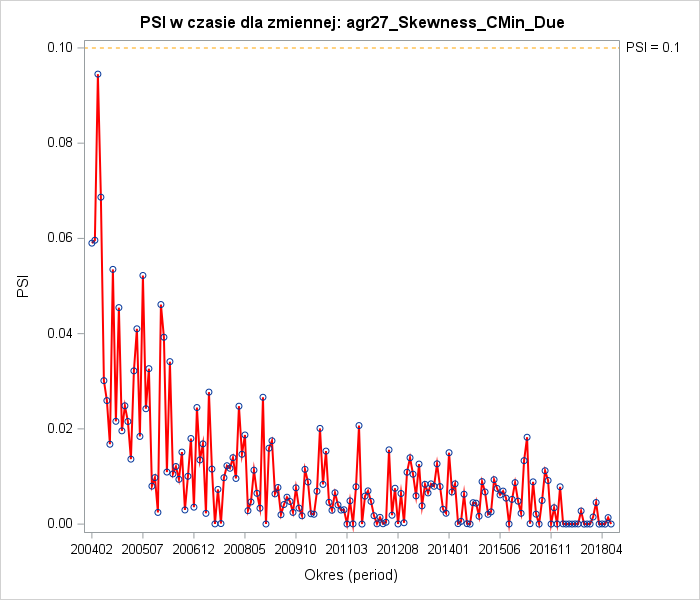 PSI w czasie dla zmiennej: agr27_Skewness_CMin_Due
PSI = 0.1
0.10
0.08
0.06
0.04
0.02
0.00
PSI
200402 200507 200612 200805 200910 201103 201208 201401 201506 201611 201804
Okres (period)